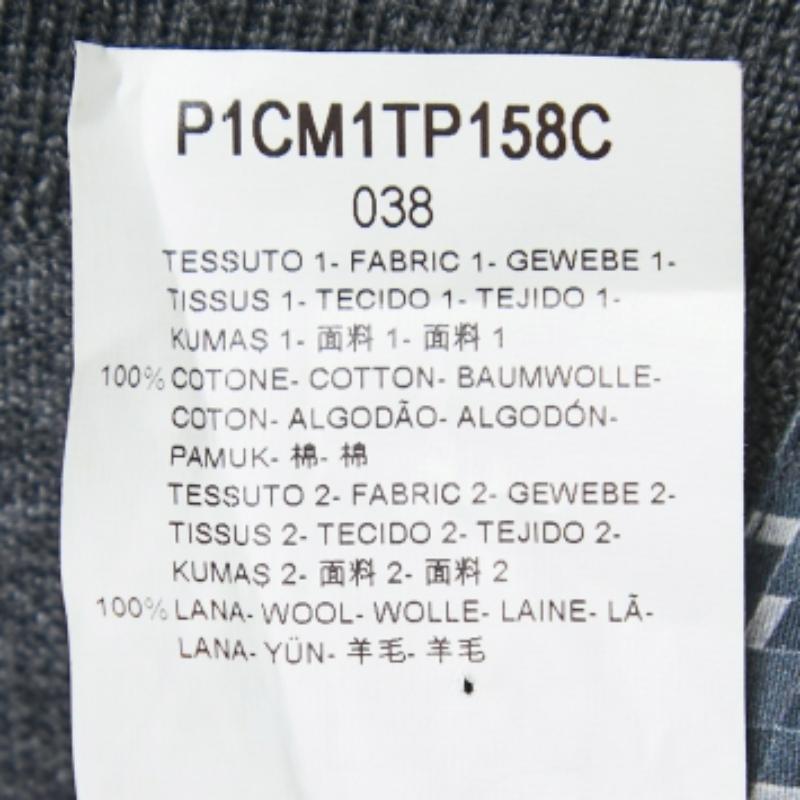 P1CM1TP158C
038
TESSUTO 1- FABRIC 1- GEWEBE 1-
TISSUS 1- TECIDO 1- TEJIDO 1-
KUMAŞ 1- 面料 1- 面料 1
100% COTONE- COTTON- BAUMWOLLE-
COTON- ALGODÃO- ALGODÓN-
PAMUK- 棉- 棉
TESSUTO 2- FABRIC 2- GEWEBE 2-
TISSUS 2- TECIDO 2- TEJIDO 2-
KUMAŞ 2- 面料 2- 面料 2
100% LANA- WOOL- WOLLE- LAINE- LÃ-
LANA- YÜN- 羊毛- 羊毛